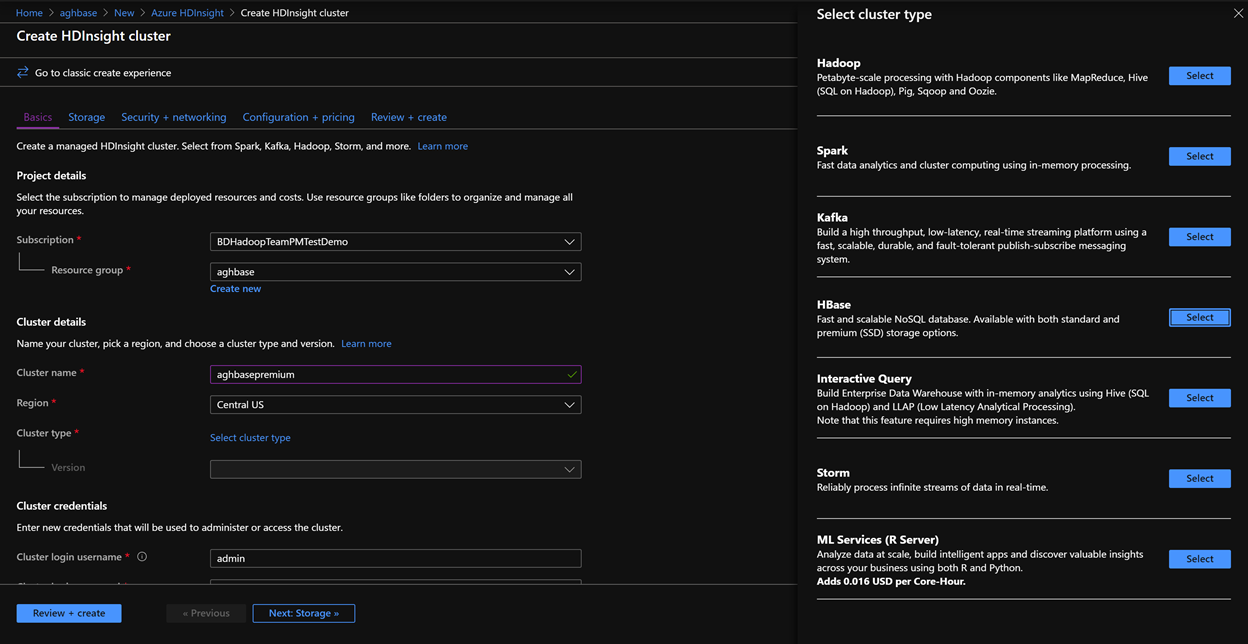 Home > aghbase > New > Azure HDInsight > Create HDInsight cluster
Create HDInsight cluster
Go to classic create experience
Basics Storage Security + networking Configuration + pricing Review + create
Create a managed HDInsight cluster. Select from Spark, Kafka, Hadoop, Storm, and more. Learn more
Project details
Select the subscription to manage deployed resources and costs. Use resource groups like folders to organize and manage all
your resources.
Subscription *
BDHadoopTeamPMTestDemo
Resource group *
aghbase
Create new
Cluster details
Name your cluster, pick a region, and choose a cluster type and version. Learn more
Cluster name *
aghbasepremium
Region *
Central US
Cluster type *
Select cluster type
Version
Cluster credentials
Enter new credentials that will be used to administer or access the cluster.
Cluster login username *
admin
Review + create
« Previous
Next: Storage »
Select cluster type
Hadoop
Petabyte-scale processing with Hadoop components like MapReduce, Hive
(SQL on Hadoop), Pig, Sqoop and Oozie.
Select
Spark
Fast data analytics and cluster computing using in-memory processing.
Select
Kafka
Build a high throughput, low-latency, real-time streaming platform using a
fast, scalable, durable, and fault-tolerant publish-subscribe messaging
system.
Select
HBase
Fast and scalable NoSQL database. Available with both standard and
premium (SSD) storage options.
Select
Interactive Query
Build Enterprise Data Warehouse with in-memory analytics using Hive (SQL
on Hadoop) and LLAP (Low Latency Analytical Processing).
Note that this feature requires high memory instances.
Select
Storm
Reliably process infinite streams of data in real-time.
Select
ML Services (R Server)
Analyze data at scale, build intelligent apps and discover valuable insights
across your business using both R and Python.
Adds 0.016 USD per Core-Hour.
Select